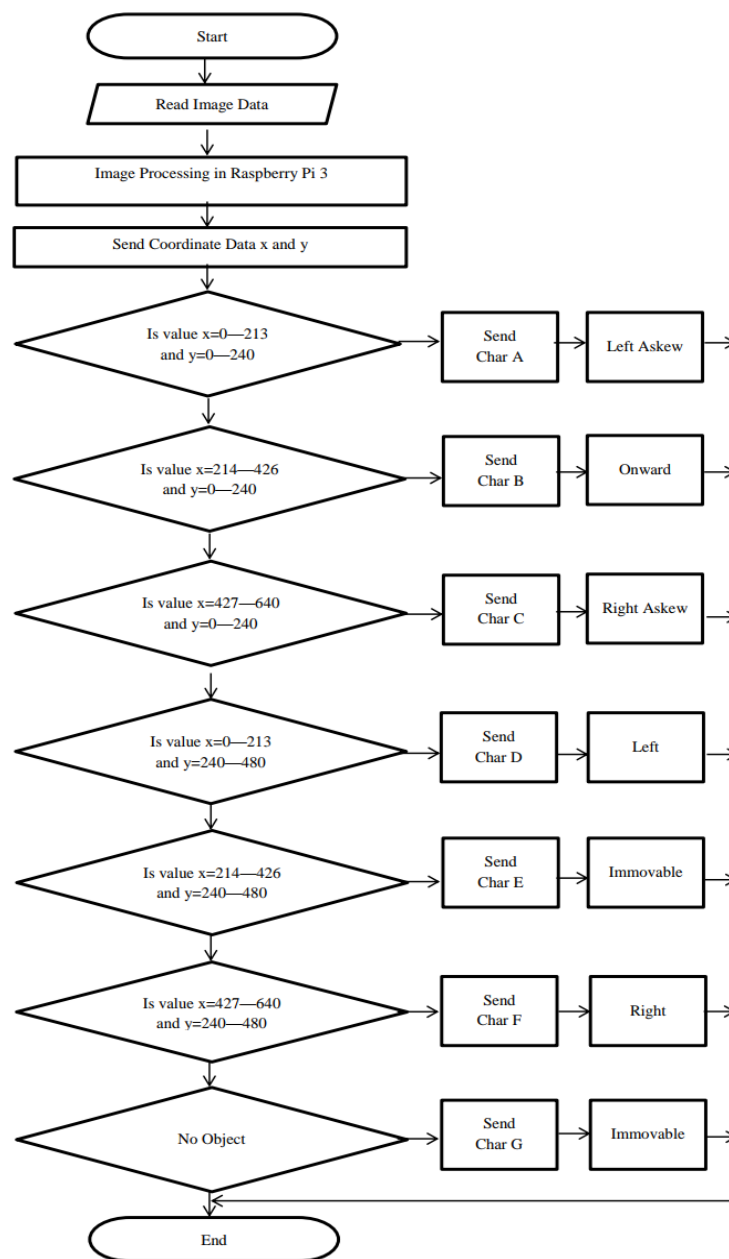 Start
Read Image Data
Image Processing in Raspberry Pi 3
Send Coordinate Data x and y
Is value x=0—213
and y=0—240
Send
Char A
Left Askew
Is value x=214—426
and y=0—240
Send
Char B
Onward
Is value x=427—640
and y=0—240
Send
Char C
Right Askew
Is value x=0—213
and y=240—480
Send
Char D
Left
Is value x=214—426
and y=240—480
Send
Char E
Immovable
Is value x=427—640
and y=240—480
Send
Char F
Right
No Object
Send
Char G
Immovable
End